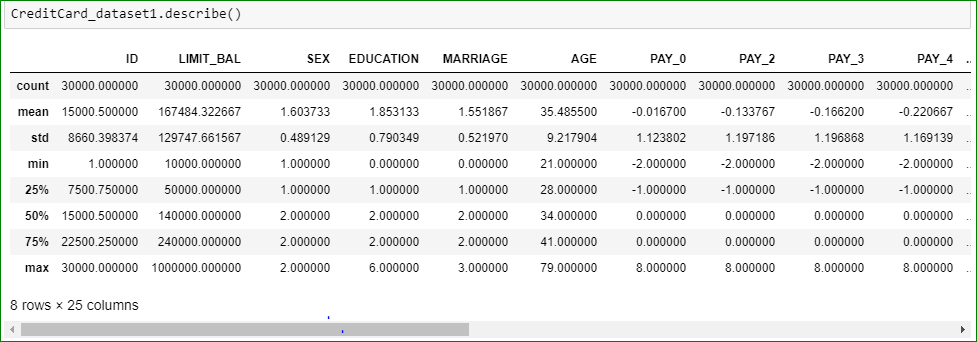 CreditCard_dataset1.describe()
ID LIMIT_BAL SEX EDUCATION MARRIAGE AGE PAY_0 PAY_2 PAY_3 PAY_4 ..
count 30000.000000 30000.000000 30000.000000 30000.000000 30000.000000 30000.000000 30000.000000 30000.000000 30000.000000 30000.000000 ..
mean 15000.500000 167484.322667 1.603733 1.853133 1.551867 35.485500 -0.016700 -0.133767 -0.166200 -0.220667 ..
std 8660.398374 129747.661567 0.489129 0.790349 0.521970 9.217904 1.123802 1.197186 1.196868 1.169139 ..
min 1.000000 10000.000000 1.000000 0.000000 0.000000 21.000000 -2.000000 -2.000000 -2.000000 -2.000000 ..
25% 7500.750000 50000.000000 1.000000 1.000000 1.000000 28.000000 -1.000000 -1.000000 -1.000000 -1.000000 ..
50% 15000.500000 140000.000000 2.000000 2.000000 2.000000 34.000000 0.000000 0.000000 0.000000 0.000000 ..
75% 22500.250000 240000.000000 2.000000 2.000000 2.000000 41.000000 0.000000 0.000000 0.000000 0.000000 ..
max 30000.000000 1000000.000000 2.000000 6.000000 3.000000 79.000000 8.000000 8.000000 8.000000 8.000000 ..
8 rows × 25 columns